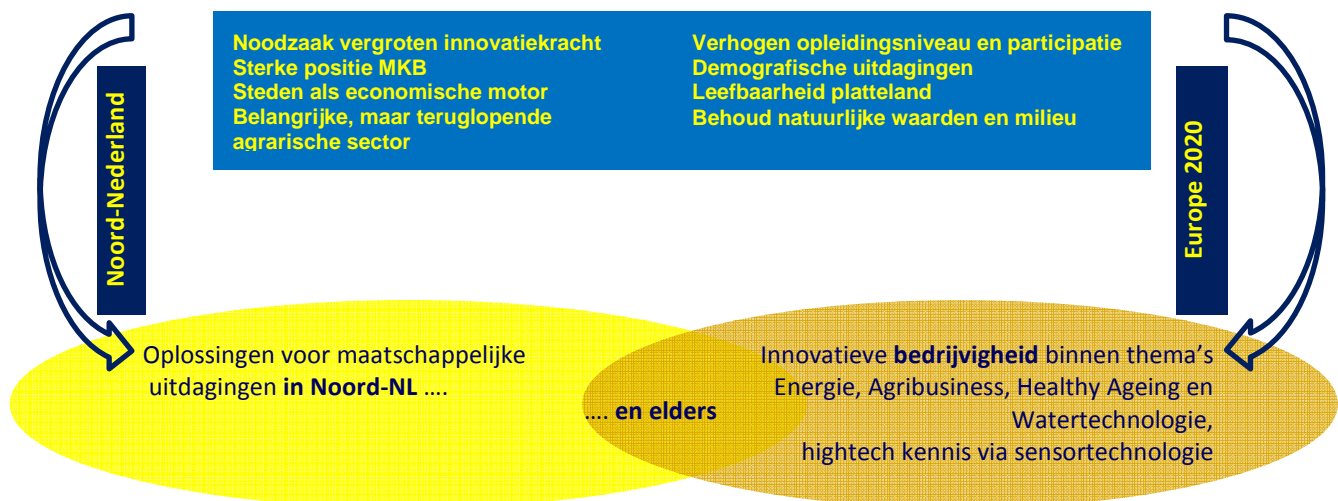 Noodzaak vergroten innovatiekracht
Sterke positie MKB
Steden als economische motor
Belangrijke, maar teruglopende
agrarische sector
Verhogen opleidingsniveau en participatie
Demografische uitdagingen
Leefbaarheid platteland
Behoud natuurlijke waarden en milieu
Noord-Nederland
Europe 2020
Oplossingen voor maatschappelijke
uitdagingen in Noord-NL ....
.... en elders
Innovatieve bedrijvigheid binnen thema’s
Energie, Agribusiness, Healthy Ageing en
Watertechnologie,
hightech kennis via sensortechnologie